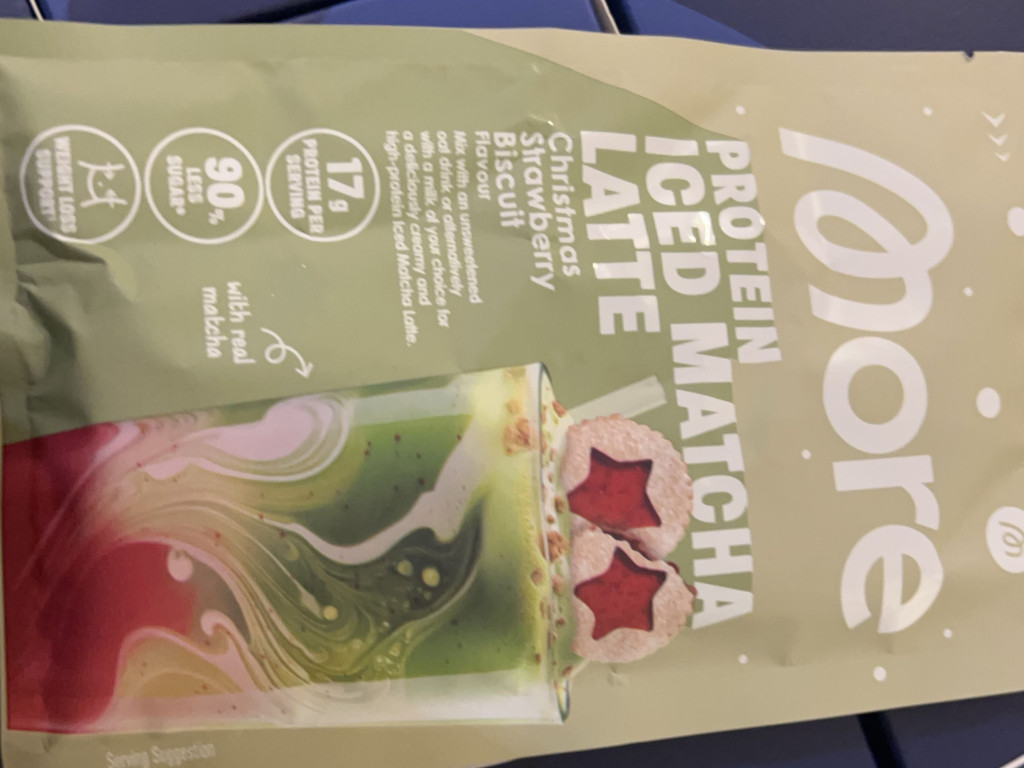 more
PROTEIN
ICED MATCHA
LATTE
Christmas
Strawberry
Biscuit
Flavour
Mix with an unsweetened
oat drink or alternatively
with a milk of your choice for
a deliciously creamy and
high-protein Iced Matcha Latte.
17g
PROTEIN PER
SERVING
90%
LESS
SUGAR*
WEIGHT LOSS
SUPPORT¹
with real
matcha
Serving Suggestion